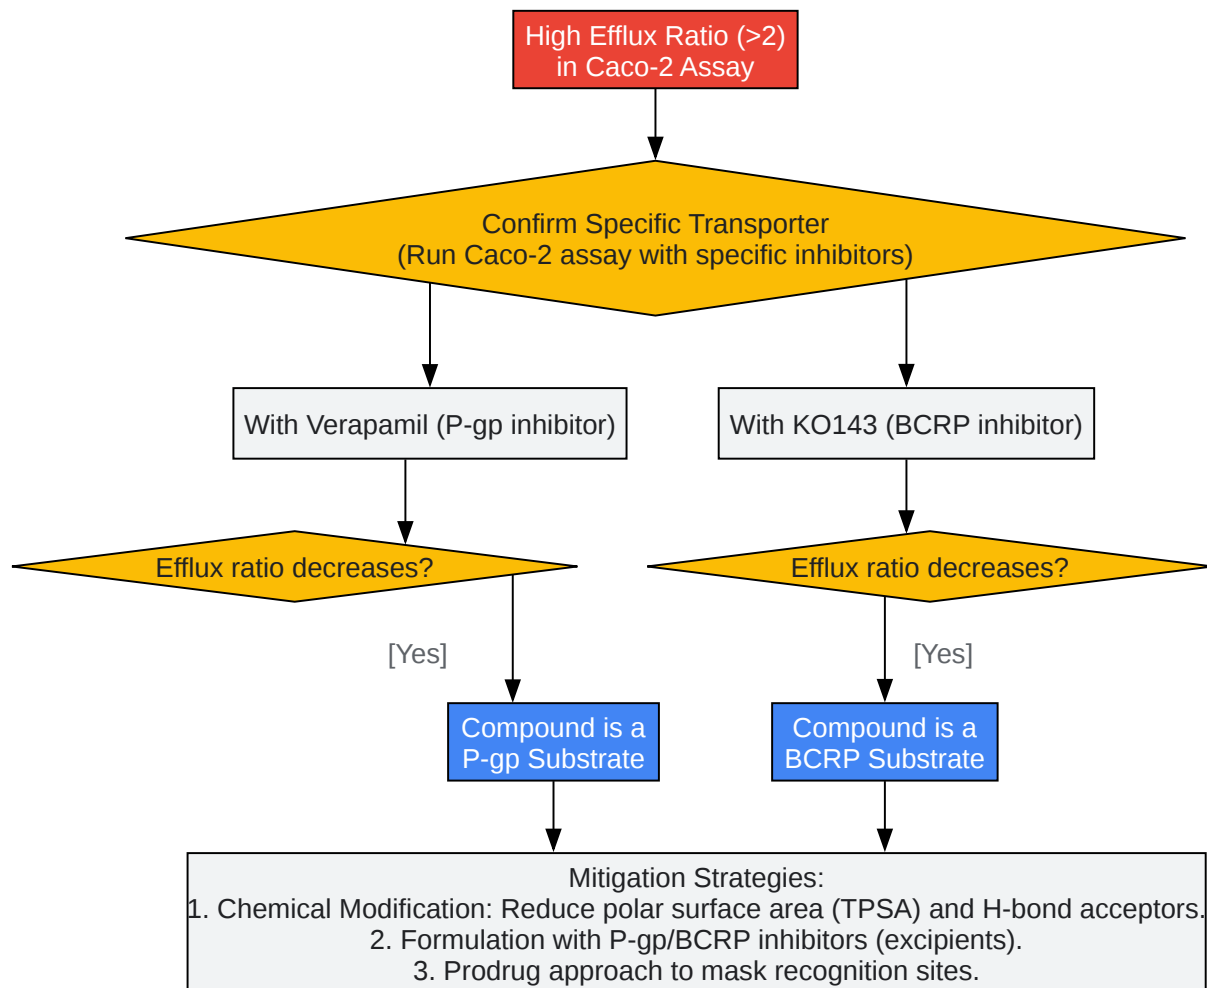 High Efflux Ratio (>2)
in Caco-2 Assay
Confirm Specific Transporter
(Run Caco-2 assay with specific inhibitors)
With Verapamil (P-gp inhibitor)
With KO143 (BCRP inhibitor)
Efflux ratio decreases?
Efflux ratio decreases?
[Yes]
[Yes]
Compound is a
P-gp Substrate
Compound is a
BCRP Substrate
Mitigation Strategies:
1. Chemical Modification: Reduce polar surface area (TPSA) and H-bond acceptors.
2. Formulation with P-gp/BCRP inhibitors (excipients).
3. Prodrug approach to mask recognition sites.